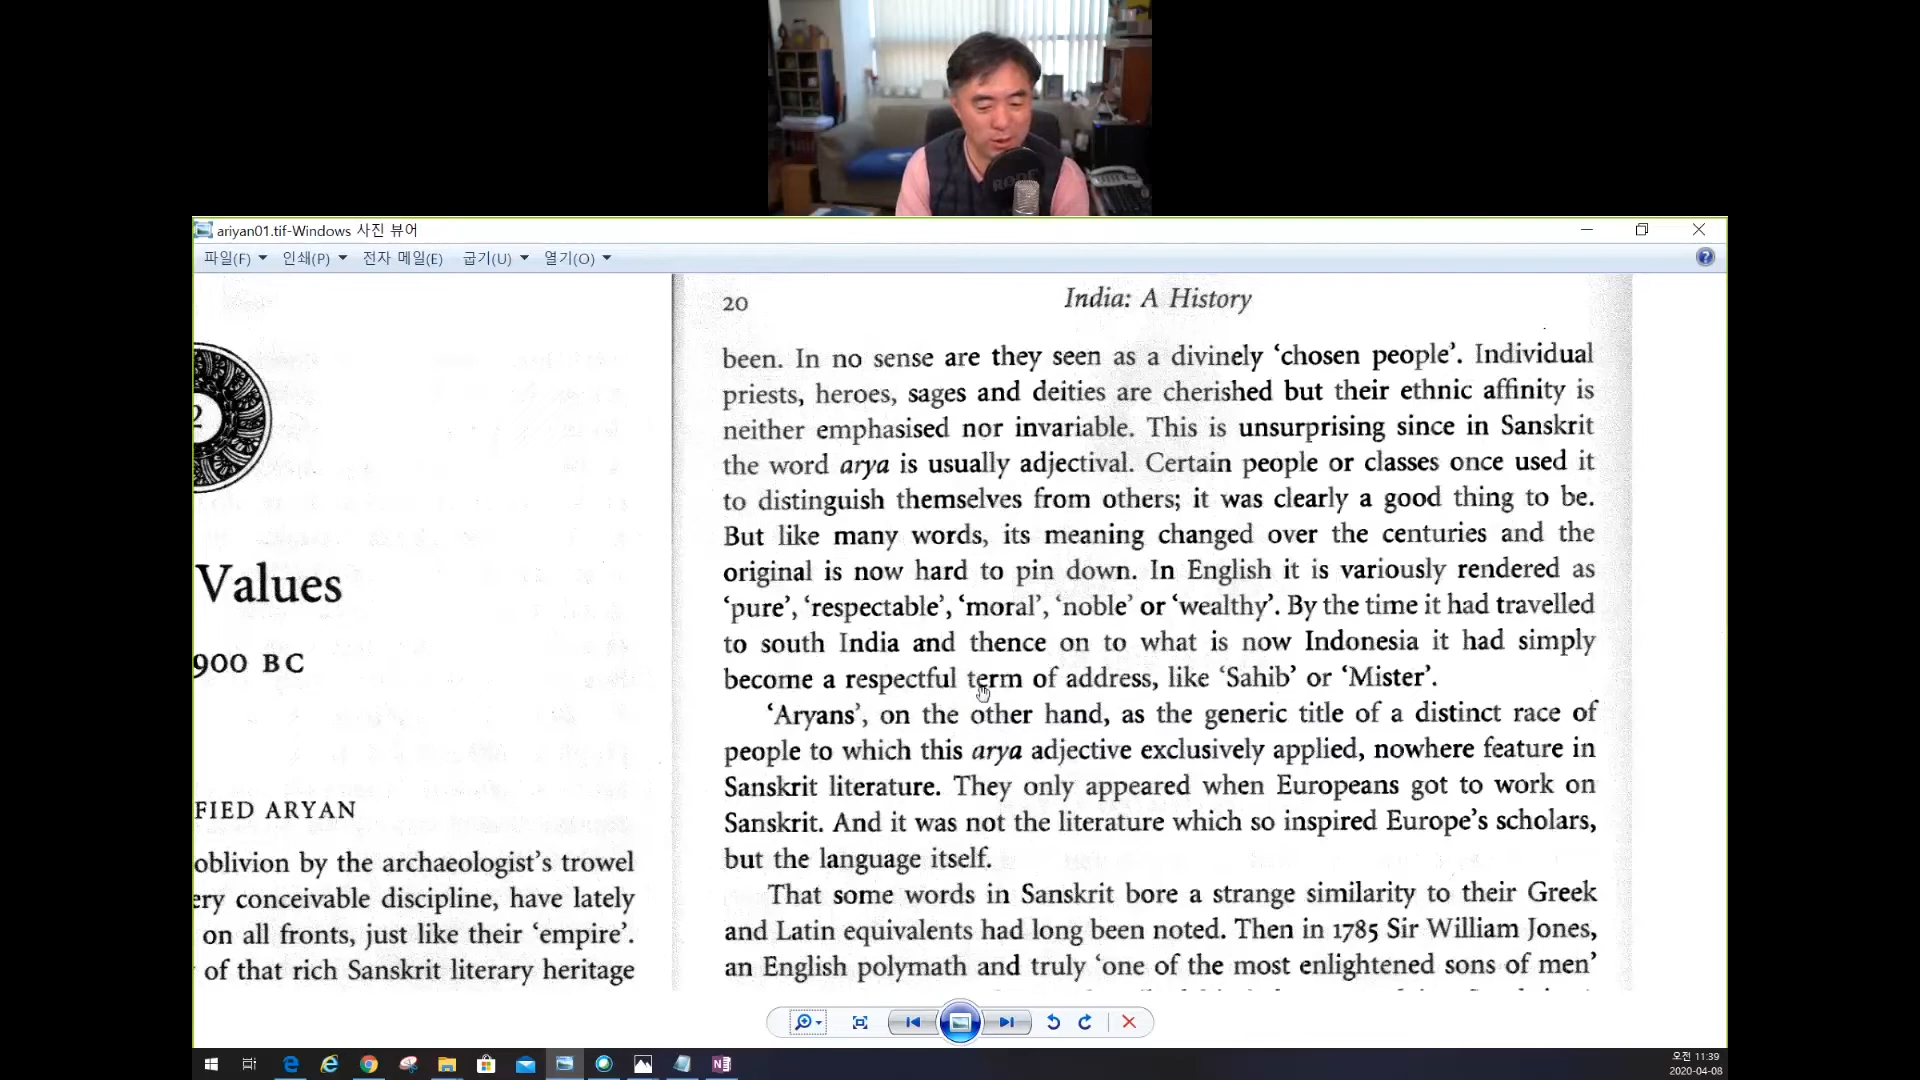 RODE
ariyan01.tif-Windows 사진 뷰어
파일(F) 인쇄(P) 전자 메일(E) 굽기(U) 열기(O)
2
Values
900 BC
FIED ARYAN
oblivion by the archaeologist's trowel
ery conceivable discipline, have lately
on all fronts, just like their 'empire'.
of that rich Sanskrit literary heritage
20 India: A History
been. In no sense are they seen as a divinely 'chosen people'. Individual
priests, heroes, sages and deities are cherished but their ethnic affinity is
neither emphasised nor invariable. This is unsurprising since in Sanskrit
the word arya is usually adjectival. Certain people or classes once used it
to distinguish themselves from others; it was clearly a good thing to be.
But like many words, its meaning changed over the centuries and the
original is now hard to pin down. In English it is variously rendered as
'pure', 'respectable', 'moral', 'noble' or 'wealthy'. By the time it had travelled
to south India and thence on to what is now Indonesia it had simply
become a respectful term of address, like 'Sahib' or 'Mister'.
'Aryans', on the other hand, as the generic title of a distinct race of
people to which this arya adjective exclusively applied, nowhere feature in
Sanskrit literature. They only appeared when Europeans got to work on
Sanskrit. And it was not the literature which so inspired Europe's scholars,
but the language itself.
That some words in Sanskrit bore a strange similarity to their Greek
and Latin equivalents had long been noted. Then in 1785 Sir William Jones,
an English polymath and truly 'one of the most enlightened sons of men'
오전 11:39
2020-04-08